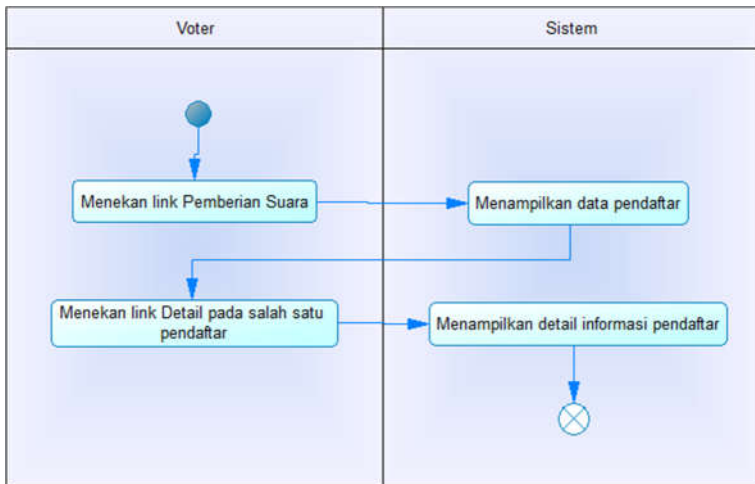 Voter
Sistem
Menekan link Pemberian Suara
Menampilkan data pendaftar
Menekan link Detail pada salah satu
pendaftar
Menampilkan detail informasi pendaftar